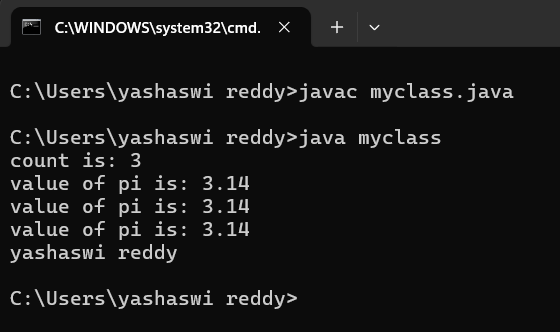 C:\WINDOWS\system32\cmd.
C:\Users\yashaswi reddy>javac myclass.java
C:\Users\yashaswi reddy>java myclass
count is: 3
value of pi is: 3.14
value of pi is: 3.14
value of pi is: 3.14
yashaswi reddy
C:\Users\yashaswi reddy>